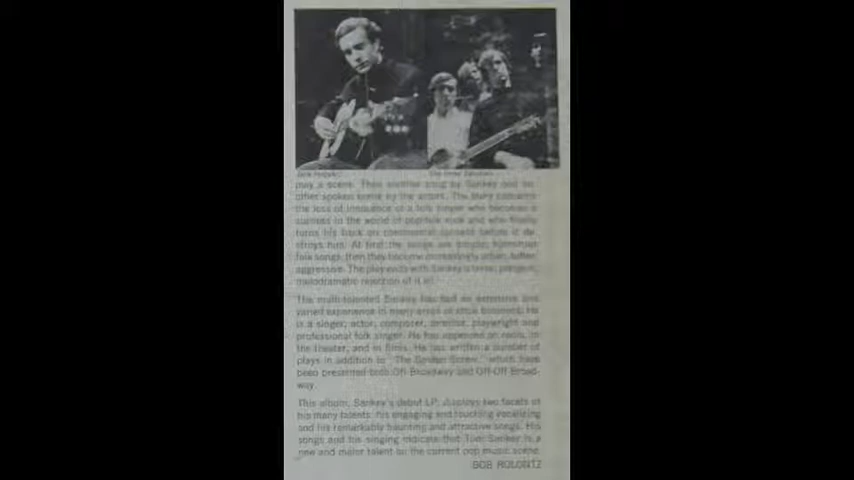 play a scene. Then another song by Sankey and an-
other spoken scene by the actors. The story concerns
the loss of innocence of a folk player who becomes a
success in the world of pop-folk rock and who finally
turns his back on commercial success before it de-
stroys him. At first the songs are simple, humorous
folk songs, then they become increasingly urban, bitter,
aggressive. The play ends with Sankey's terse, pungent,
melodramatic rejection of it all.
The multi-talented Sankey has had an extensive and
varied experience in many areas of show business. He
is a singer, actor, composer, director, playwright and
professional folk singer. He has appeared on radio, in
the theater, and in films. He has written a number of
plays in addition to "The Golden Screw," which have
been presented both Off Broadway and Off-Off Broad-
way.
This album, Sankey's debut LP, displays two facets of
his many talents: his engaging and touching vocalizing
and his remarkably haunting and attractive songs. His
songs and his singing indicate that Tom Sankey is a
new and major talent on the current pop music scene.
BOB ROLONTZ